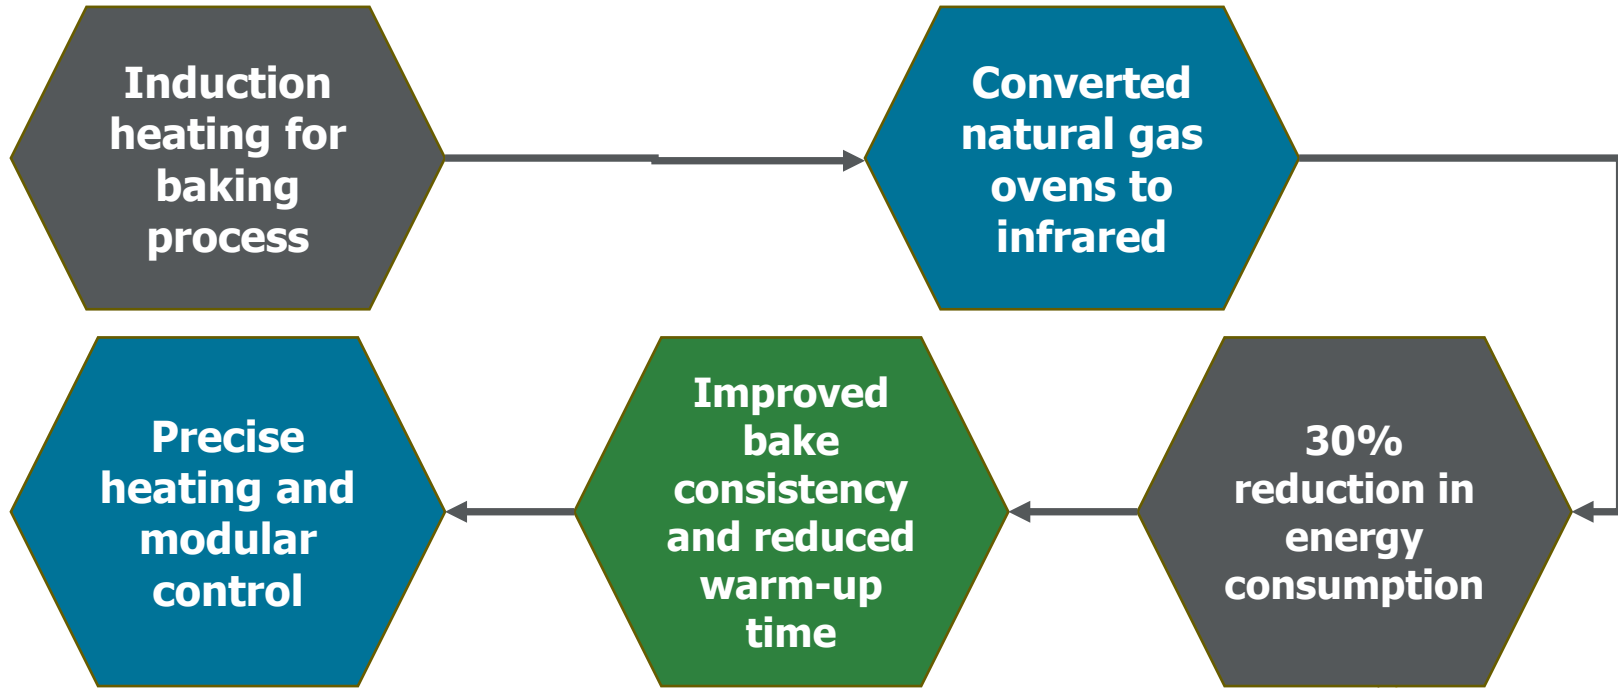 Induction
heating for
baking
process
Converted
natural gas
ovens to
infrared
30%
reduction in
energy
consumption
Improved
bake
consistency
and reduced
warm-up
time
Precise
heating and
modular
control